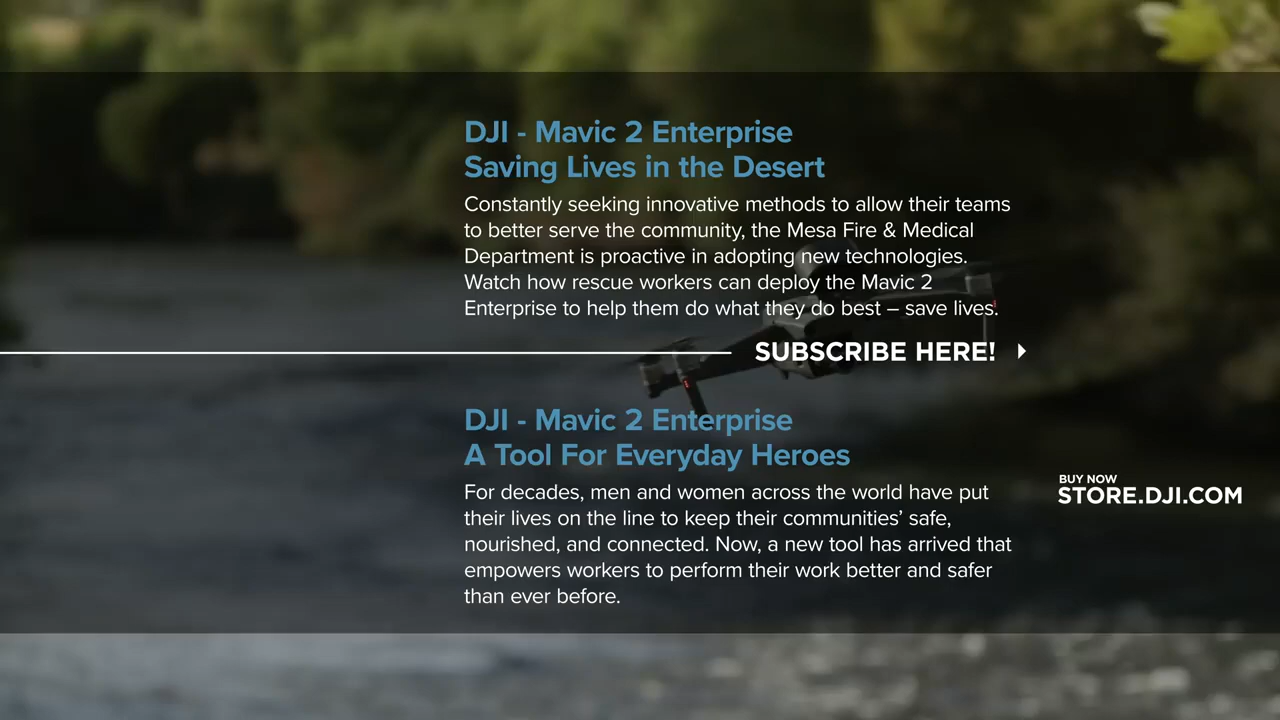 DJI - Mavic 2 Enterprise
Saving Lives in the Desert
Constantly seeking innovative methods to allow their teams
to better serve the community, the Mesa Fire & Medical
Department is proactive in adopting new technologies.
Watch how rescue workers can deploy the Mavic 2
Enterprise to help them do what they do best – save lives.
SUBSCRIBE HERE!
DJI - Mavic 2 Enterprise
A Tool For Everyday Heroes
For decades, men and women across the world have put
their lives on the line to keep their communities’ safe,
nourished, and connected. Now, a new tool has arrived that
empowers workers to perform their work better and safer
than ever before.
BUY NOW
STORE.DJI.COM